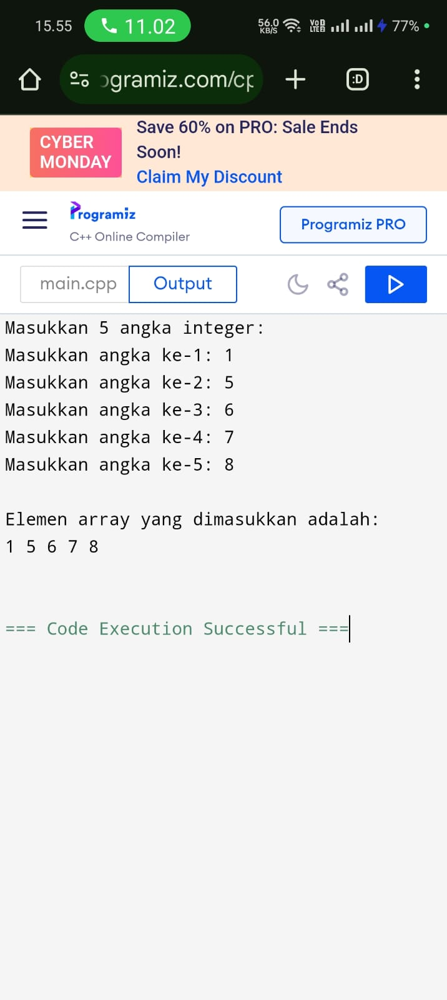 15.55
11.02
56.0
KB/S
77%
ogramiz.com/cp
:D
CYBER
MONDAY
Save 60% on PRO: Sale Ends
Soon!
Claim My Discount
Programiz
C++ Online Compiler
Programiz PRO
main.cpp
Output
Masukkan 5 angka integer:
Masukkan angka ke-1: 1
Masukkan angka ke-2: 5
Masukkan angka ke-3: 6
Masukkan angka ke-4: 7
Masukkan angka ke-5: 8
Elemen array yang dimasukkan adalah:
1 5 6 7 8
=== Code Execution Successful ===